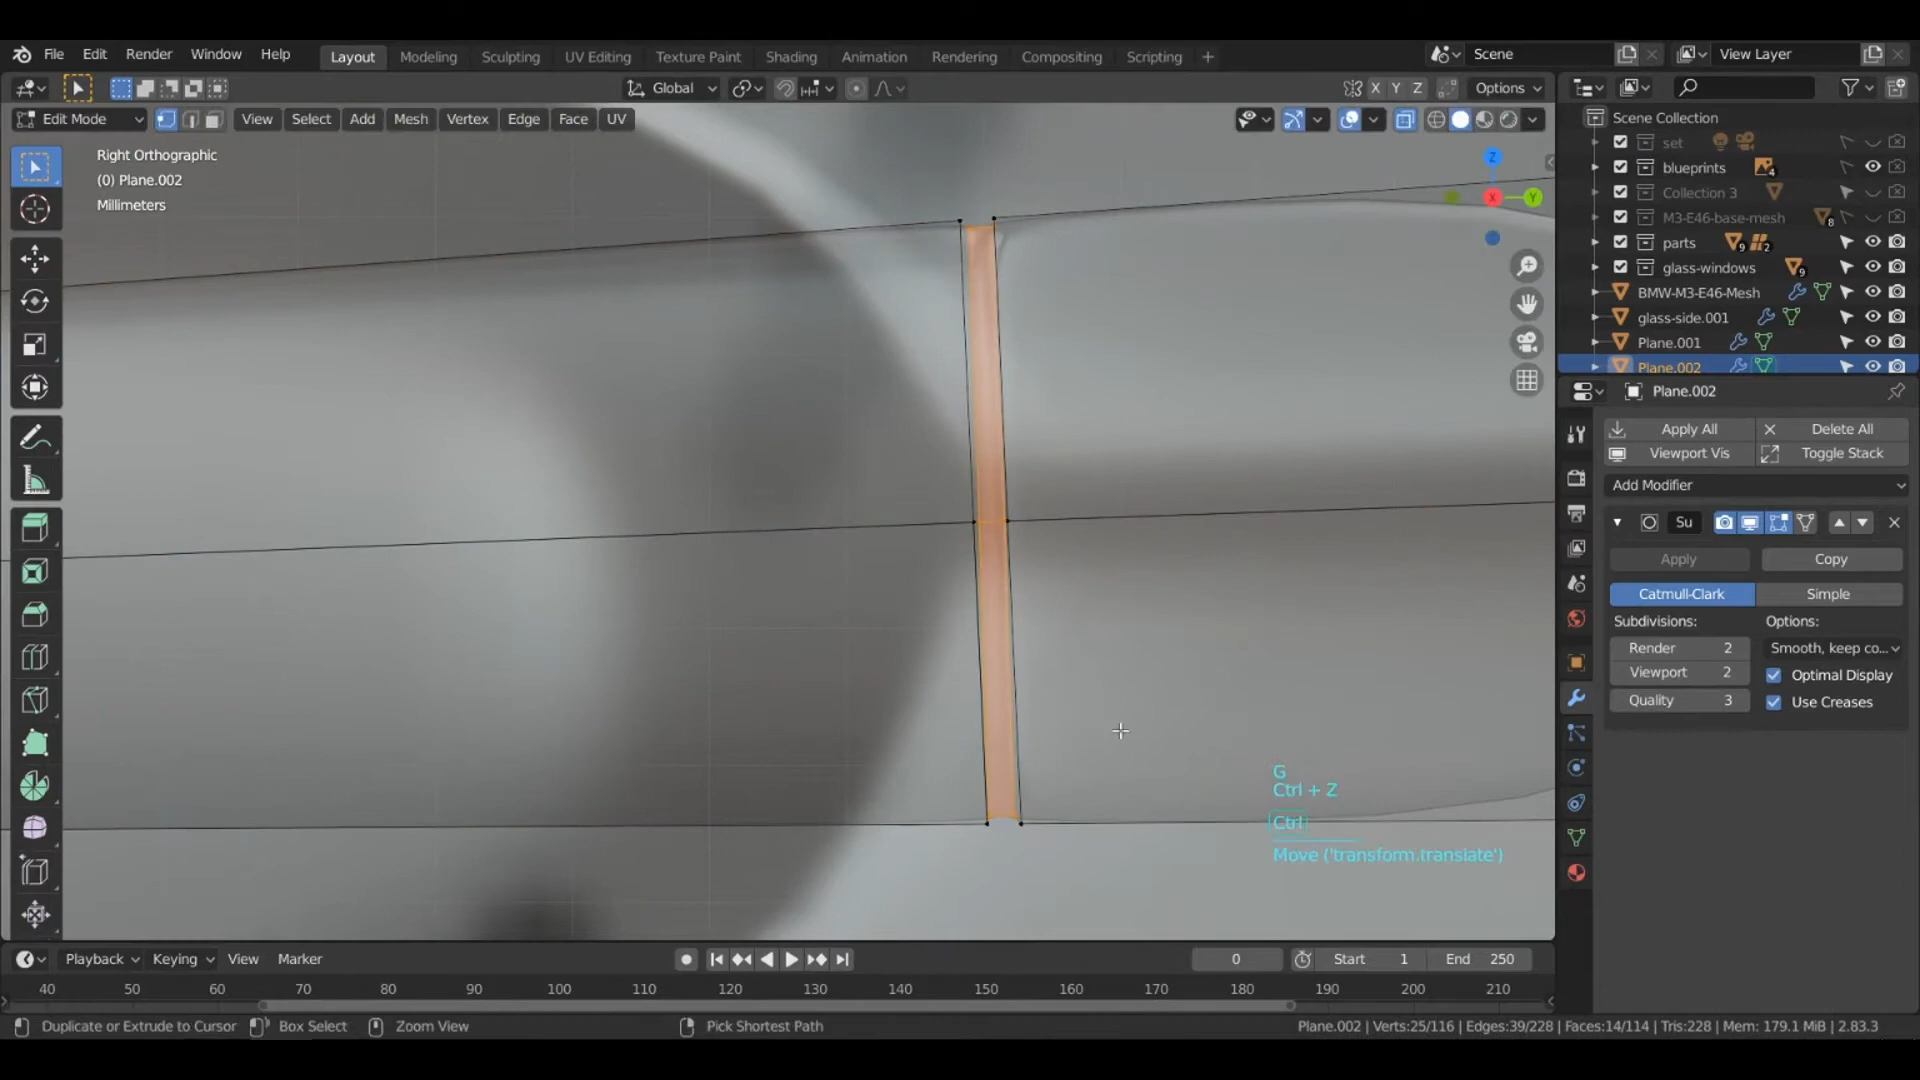 File Edit Render Window Help Layout Modeling Sculpting UV Editing Texture Paint Shading Animation Rendering Compositing Scripting + Scene View Layer
Global X Y Z Options
Edit Mode View Select Add Mesh Vertex Edge Face UV
Right Orthographic
(0) Plane.002
Millimeters
Z
X
Y
Scene Collection
set
blueprints 4
Collection 3
M3-E46-base-mesh 8
parts 9 2
glass-windows 9
BMW-M3-E46-Mesh
glass-side.001
Plane.001
Plane.002
Plane.002
Apply All Delete All
Viewport Vis Toggle Stack
Add Modifier
Su
Apply Copy
Catmull-Clark Simple
Subdivisions: Options:
Render 2 Smooth, keep co...
Viewport 2 Optimal Display
Quality 3 Use Creases
G
Ctrl + Z
Ctrl
Move ('transform.translate')
Playback Keying View Marker 0 Start 1 End 250
40 50 60 70 80 90 100 110 120 130 140 150 160 170 180 190 200 210
Duplicate or Extrude to Cursor Box Select Zoom View Pick Shortest Path Plane.002 | Verts:25/116 | Edges:39/228 | Faces:14/114 | Tris:228 | Mem: 179.1 MiB | 2.83.3